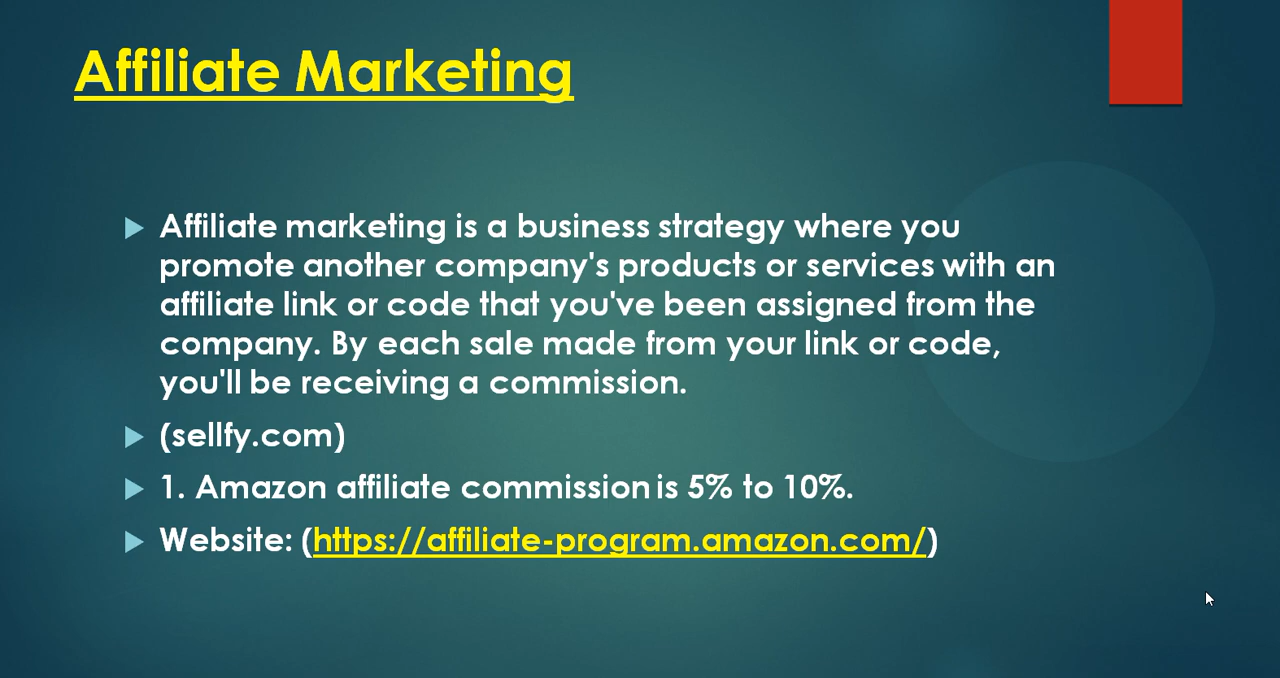 Affiliate Marketing
Affiliate marketing is a business strategy where you
promote another company's products or services with an
affiliate link or code that you've been assigned from the
company. By each sale made from your link or code,
you'll be receiving a commission.
(sellfy.com)
1. Amazon affiliate commission is 5% to 10%.
Website: (https://affiliate-program.amazon.com/)